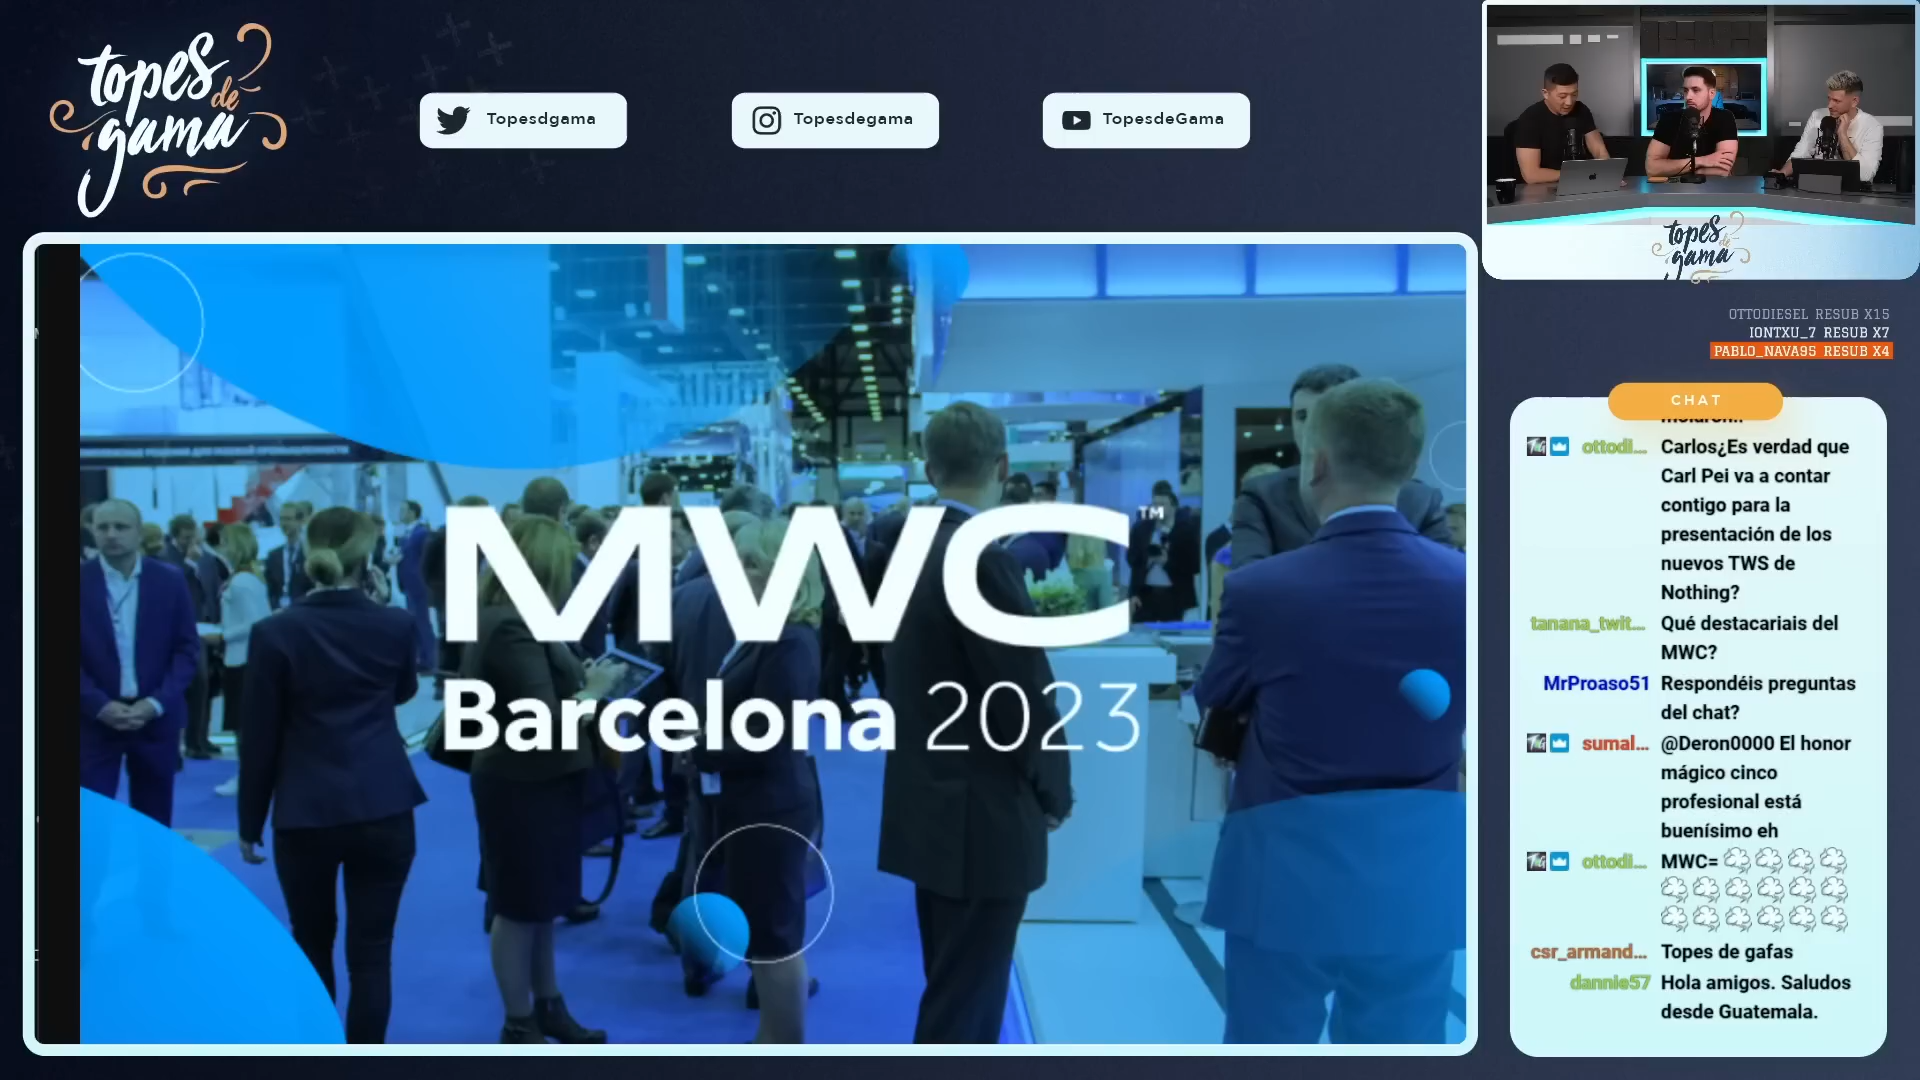 topes
de
gama
Topesdgama
Topesdegama
TopesdeGama
MWC™
Barcelona 2023
topes
de
gama
OTTODIESEL RESUB X15
IONTXU_7 RESUB X7
PABLO_NAVA95 RESUB X4
CHAT
ottodi... Carlos¿Es verdad que
Carl Pei va a contar
contigo para la
presentación de los
nuevos TWS de
Nothing?
tanana_twit... Qué destacariais del
MWC?
MrProaso51 Respondéis preguntas
del chat?
sumal... @Deron0000 El honor
mágico cinco
profesional está
buenísimo eh
ottodi... MWC=
csr_armand... Topes de gafas
dannie57 Hola amigos. Saludos
desde Guatemala.